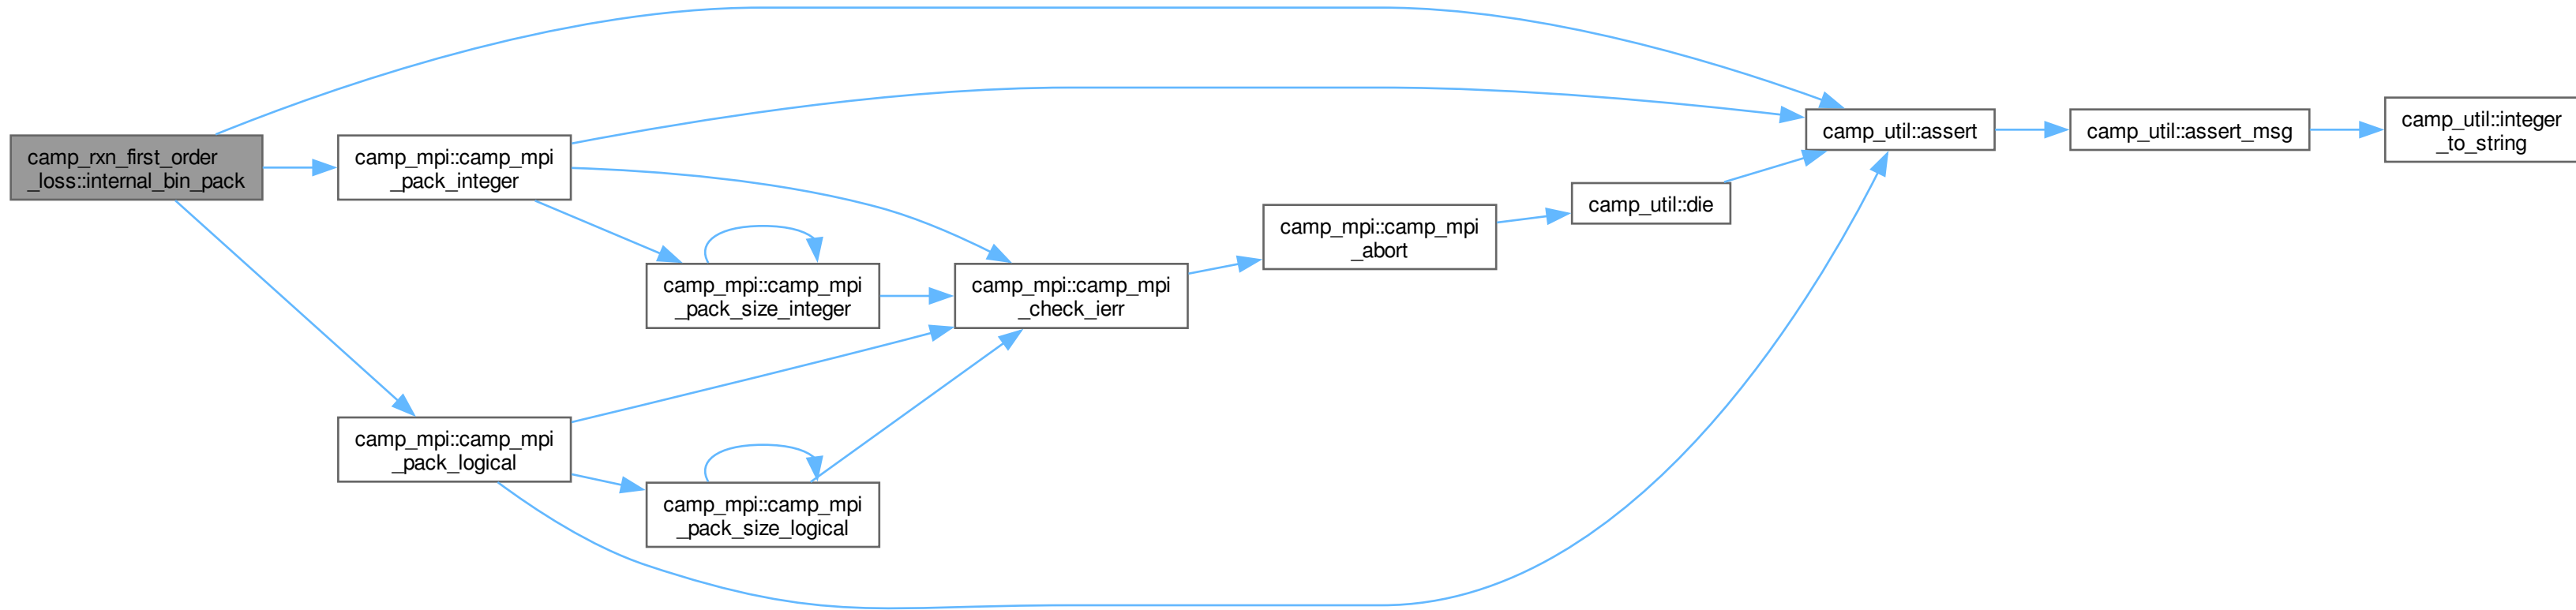 camp_rxn_first_order
_loss::internal_bin_pack
camp_mpi::camp_mpi
_pack_integer
camp_mpi::camp_mpi
_pack_size_integer
camp_mpi::camp_mpi
_check_ierr
camp_mpi::camp_mpi
_abort
camp_util::die
camp_util::assert
camp_util::assert_msg
camp_util::integer
_to_string
camp_mpi::camp_mpi
_pack_logical
camp_mpi::camp_mpi
_pack_size_logical